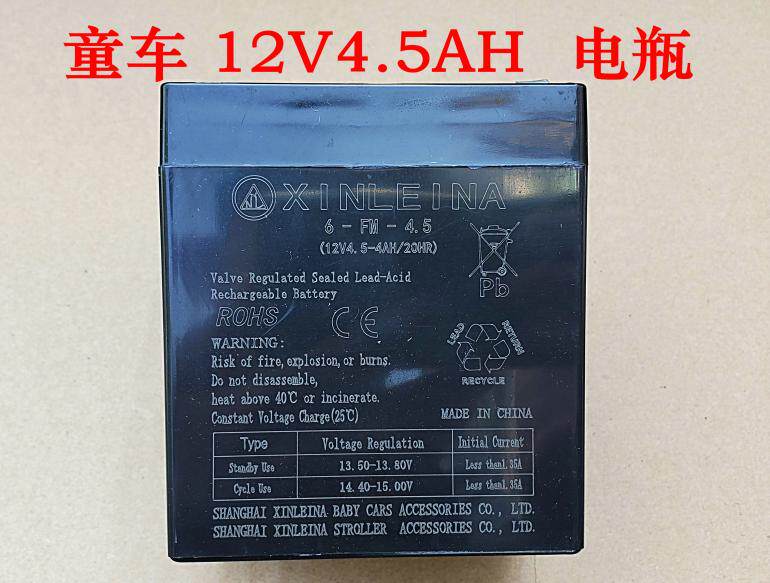 童车 12V4.5AH 电瓶
XINLEINA
6-FM-4.5
(12V4.5-4AH/20HR)
Valve Regulated Sealed Lead-Acid
Rechargeable Battery
Pb
ROHS CE
WARNING:
Risk of fire,explosion,or burns.
Do not disassemble,
heat above 40℃ or incinerate.
Constant Voltage Charge(25℃)
LEAD RETURN
RECYCLE
MADE IN CHINA
Type Voltage Regulation Initial Current
Standby Use 13.50-13.80V Less than1.35A
Cycle Use 14.40-15.00V Less than1.35A
SHANGHAI XINLEINA BABY CARS ACCESSORIES CO., LTD.
SHANGHAI XINLEINA STROLLER ACCESSORIES CO., LTD.